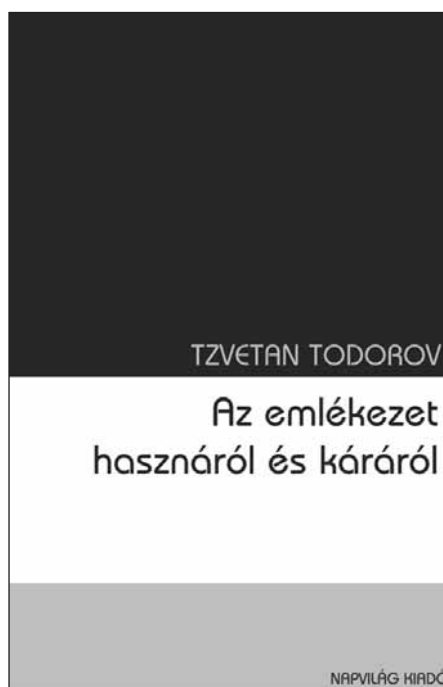 TZVETAN TODOROV
Az emlékezet
hasznáról és káráról
NAPVILÁG KIADÓ